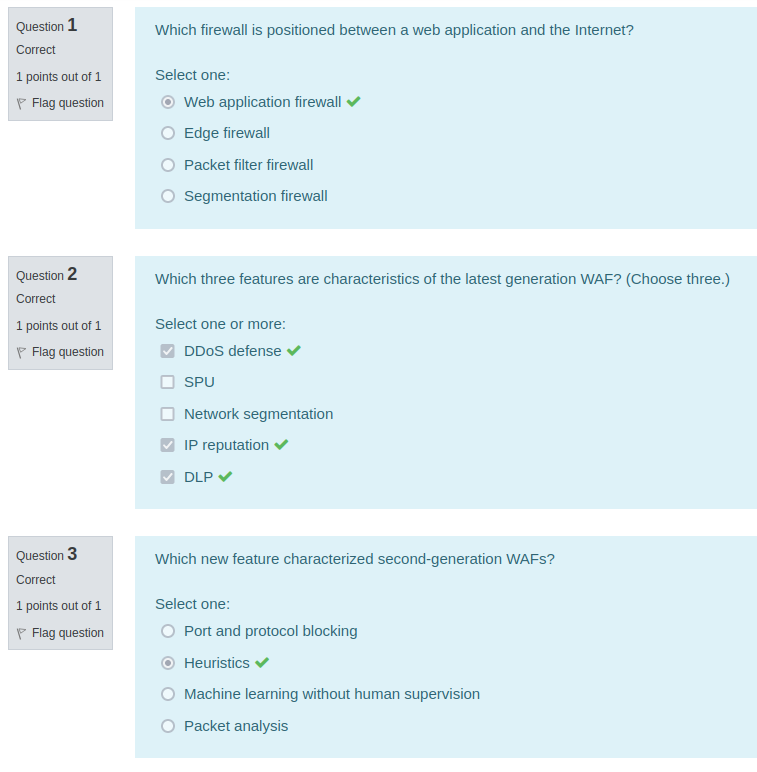 Question 1
Correct
1 points out of 1
Flag question
Which firewall is positioned between a web application and the Internet?
Select one:
Web application firewall
Edge firewall
Packet filter firewall
Segmentation firewall
Question 2
Correct
1 points out of 1
Flag question
Which three features are characteristics of the latest generation WAF? (Choose three.)
Select one or more:
DDoS defense
SPU
Network segmentation
IP reputation
DLP
Question 3
Correct
1 points out of 1
Flag question
Which new feature characterized second-generation WAFs?
Select one:
Port and protocol blocking
Heuristics
Machine learning without human supervision
Packet analysis